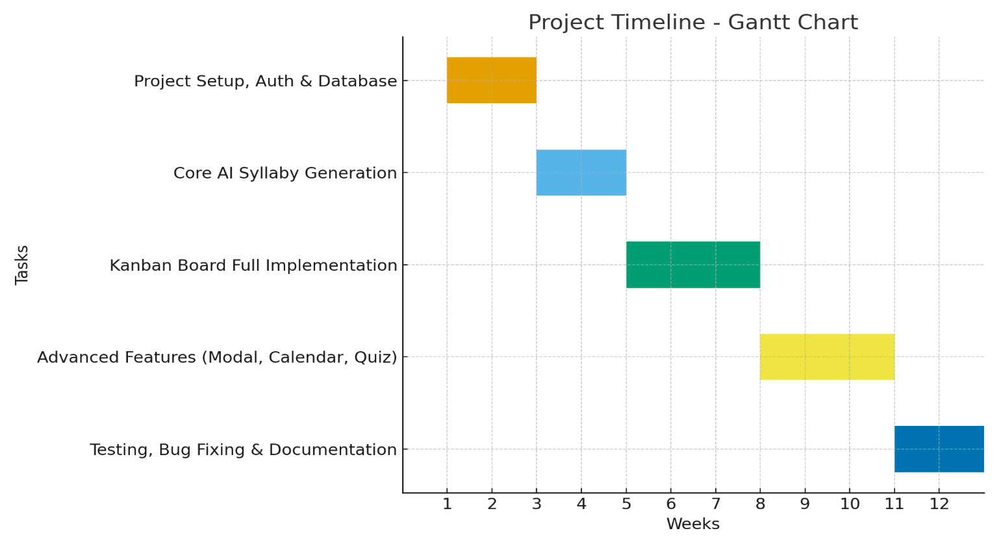 Project Timeline - Gantt Chart
Project Setup, Auth & Database
Core AI Syllaby Generation
Kanban Board Full Implementation
Advanced Features (Modal, Calendar, Quiz)
Testing, Bug Fixing & Documentation
Tasks
1 2 3 4 5 6 7 8 9 10 11 12
Weeks